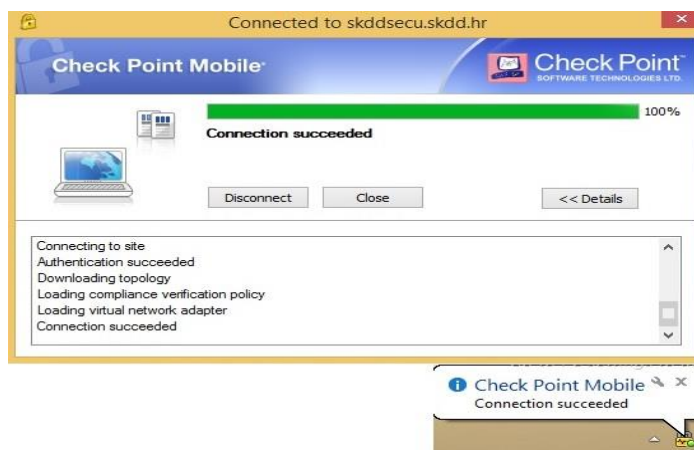 Connected to skddsecu.skdd.hr
Check Point Mobile
Check Point™
SOFTWARE TECHNOLOGIES LTD.
100%
Connection succeeded
Disconnect
Close
<< Details
Connecting to site
Authentication succeeded
Downloading topology
Loading compliance verification policy
Loading virtual network adapter
Connection succeeded
Check Point Mobile
Connection succeeded